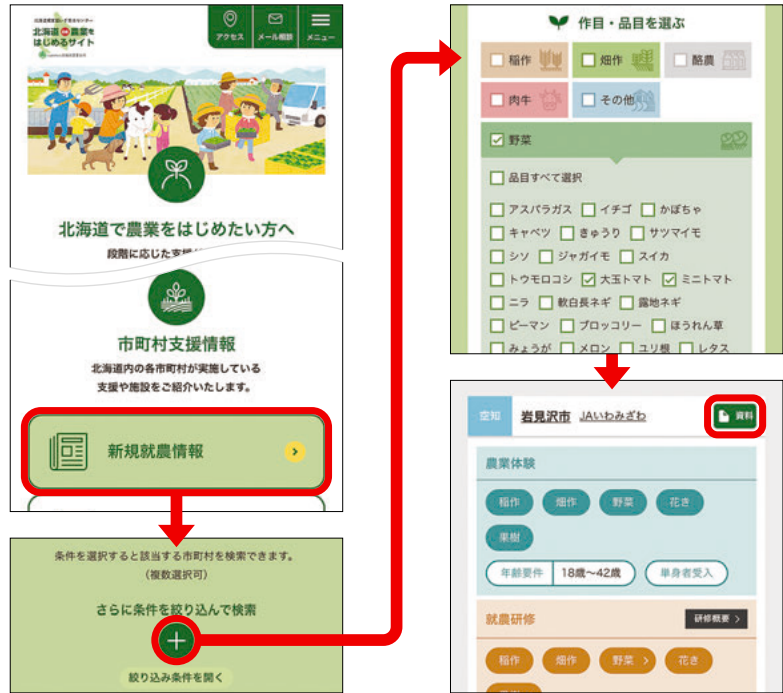 北海道で農業を
はじめるサイト
アクセス
メール相談
メニュー
北海道で農業をはじめたい方へ
段階に応じた支援
市町村支援情報
北海道内の各市町村が実施している
支援や施設をご紹介いたします。
新規就農情報
条件を選択すると該当する市町村を検索できます。
(複数選択可)
さらに条件を絞り込んで検索
絞り込み条件を開く
作目・品目を選ぶ
稲作 畑作 酪農
肉牛 その他
野菜
品目すべて選択
アスパラガス イチゴ かぼちゃ
キャベツ きゅうり サツマイモ
シソ ジャガイモ スイカ
トウモロコシ 大玉トマト ミニトマト
ニラ 軟白長ネギ 露地ネギ
ピーマン ブロッコリー ほうれん草
みょうが メロン ユリ根 レタス
空知 岩見沢市 JAいわみざわ 資料
農業体験
稲作 畑作 野菜 花き
果樹
年齢要件 18歳～42歳 単身者受入
就農研修 研修概要 >
稲作 畑作 野菜 > 花き